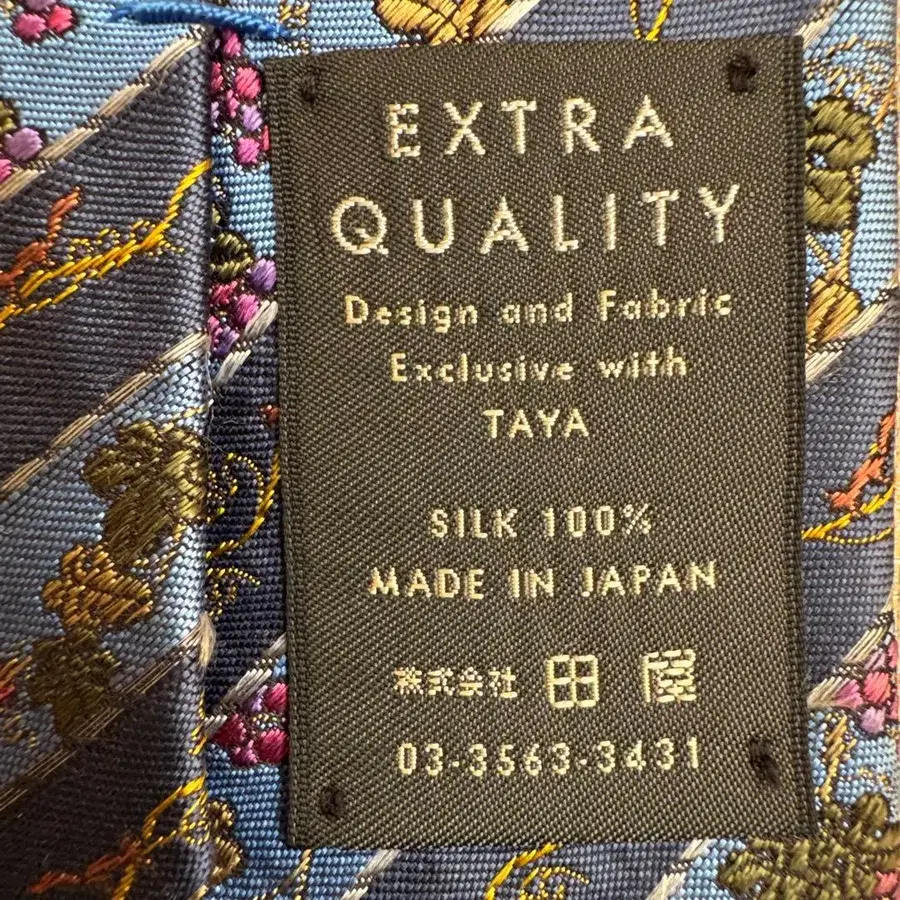 EXTRA
QUALITY
Design and Fabric
Exclusive with
TAYA
SILK 100%
MADE IN JAPAN
株式会社 田屋
03-3563-3431